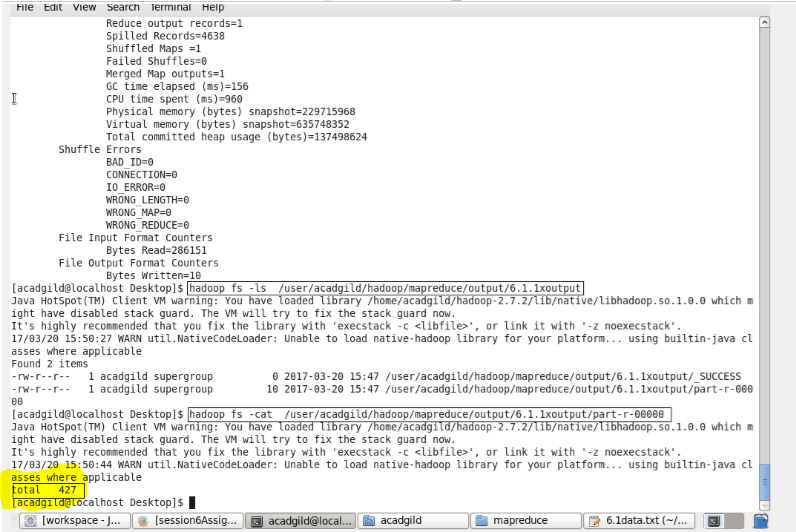 File Edit View Search Terminal Help
Reduce output records=1
Spilled Records=4638
Shuffled Maps =1
Failed Shuffles=0
Merged Map outputs=1
GC time elapsed (ms)=156
CPU time spent (ms)=960
Physical memory (bytes) snapshot=229715968
Virtual memory (bytes) snapshot=635748352
Total committed heap usage (bytes)=137498624
Shuffle Errors
BAD_ID=0
CONNECTION=0
IO_ERROR=0
WRONG_LENGTH=0
WRONG_MAP=0
WRONG_REDUCE=0
File Input Format Counters
Bytes Read=286151
File Output Format Counters
Bytes Written=10
[acadgild@localhost Desktop]$ hadoop fs -ls  /user/acadgild/hadoop/mapreduce/output/6.1.1xoutput
Java HotSpot(TM) Client VM warning: You have loaded library /home/acadgild/hadoop-2.7.2/lib/native/libhadoop.so.1.0.0 which m
ight have disabled stack guard. The VM will try to fix the stack guard now.
It's highly recommended that you fix the library with 'execstack -c <libfile>', or link it with '-z noexecstack'.
17/03/20 15:50:27 WARN util.NativeCodeLoader: Unable to load native-hadoop library for your platform... using builtin-java cl
asses where applicable
Found 2 items
-rw-r--r--   1 acadgild supergroup          0 2017-03-20 15:47 /user/acadgild/hadoop/mapreduce/output/6.1.1xoutput/_SUCCESS
-rw-r--r--   1 acadgild supergroup         10 2017-03-20 15:47 /user/acadgild/hadoop/mapreduce/output/6.1.1xoutput/part-r-000
00
[acadgild@localhost Desktop]$ hadoop fs -cat  /user/acadgild/hadoop/mapreduce/output/6.1.1xoutput/part-r-00000
Java HotSpot(TM) Client VM warning: You have loaded library /home/acadgild/hadoop-2.7.2/lib/native/libhadoop.so.1.0.0 which m
ight have disabled stack guard. The VM will try to fix the stack guard now.
It's highly recommended that you fix the library with 'execstack -c <libfile>', or link it with '-z noexecstack'.
17/03/20 15:50:44 WARN util.NativeCodeLoader: Unable to load native-hadoop library for your platform... using builtin-java cl
asses where applicable
total   427
[acadgild@localhost Desktop]$
[workspace - J... [session6Assig... acadgild@local... acadgild mapreduce 6.1data.txt (~/...